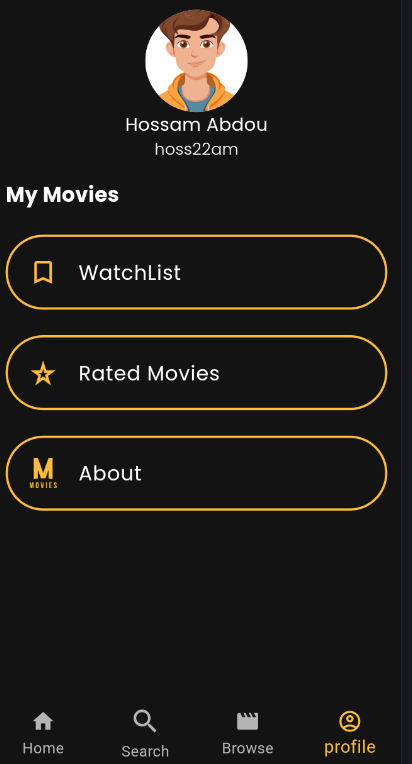 Hossam Abdou
hoss22am
My Movies
WatchList
Rated Movies
M
MOVIES
About
Home
Search
Browse
profile